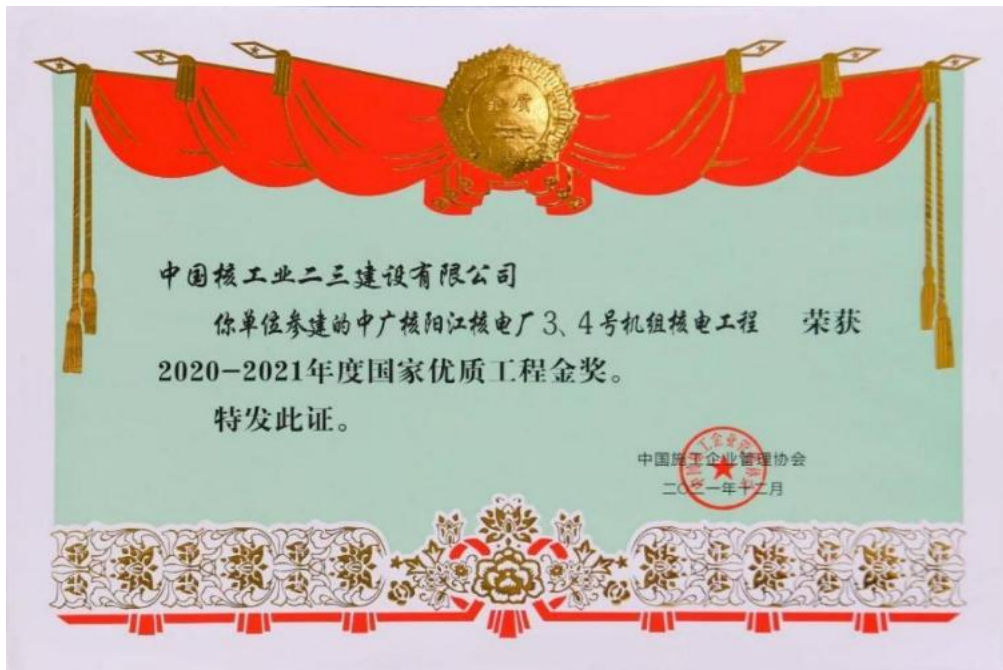 中国核工业二三建设有限公司
你单位参建的中广核阳江核电厂3、4号机组核电工程 荣获
2020-2021年度国家优质工程金奖。
特发此证。
中国施工企业管理协会
二〇二一年十二月